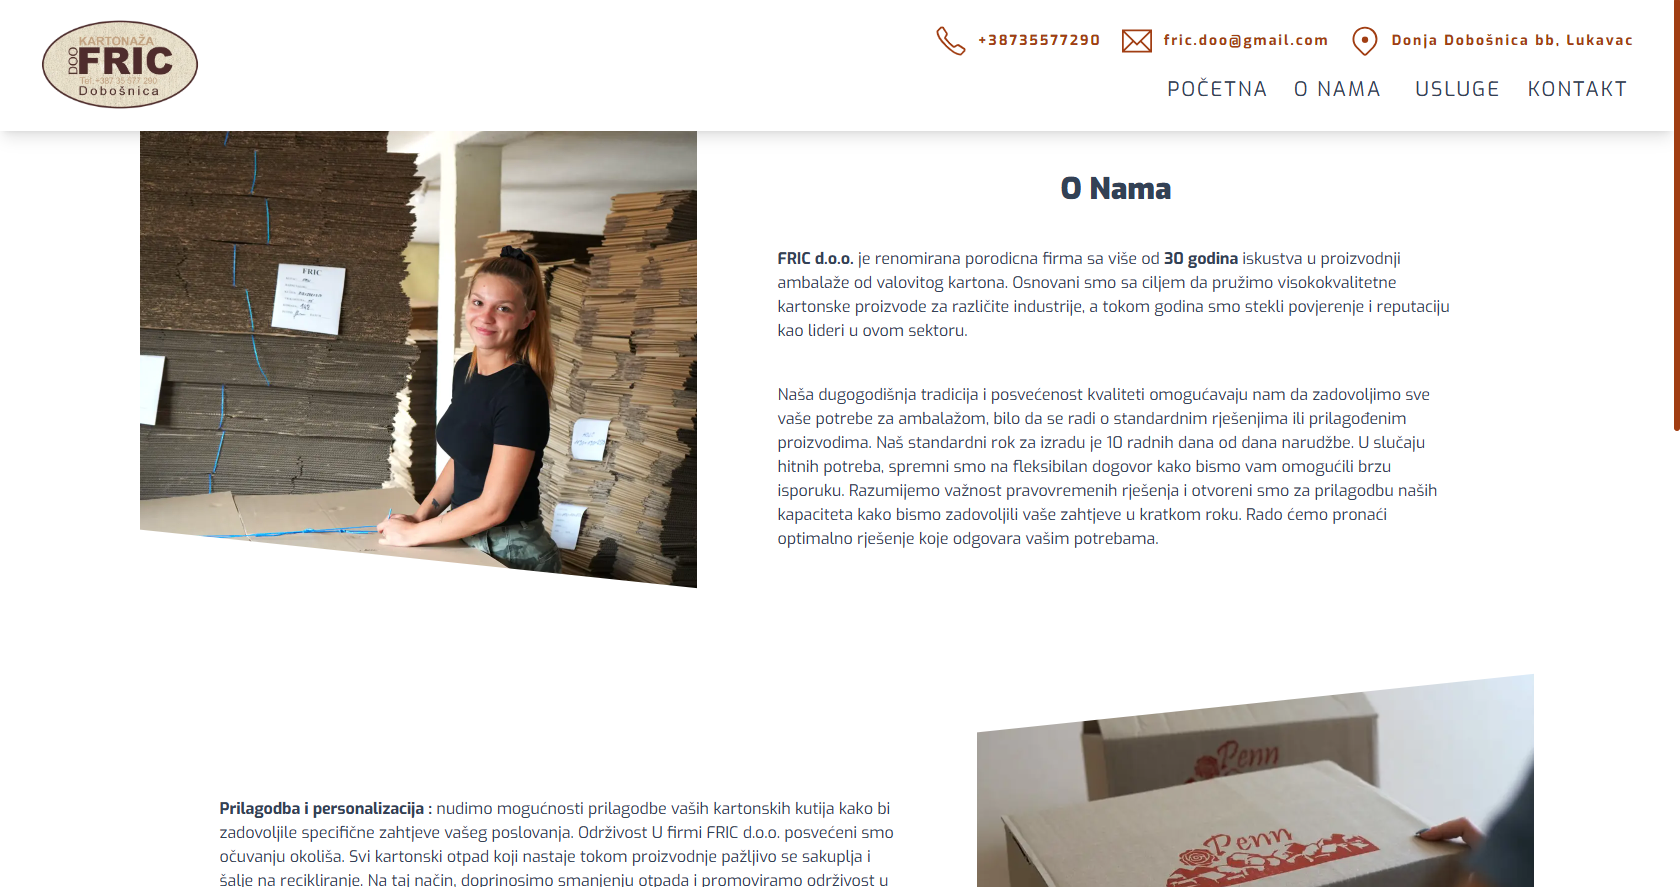 KARTONAŽA
DOO
FRIC
Tel. +387 35 577 290
Dobošnica
+38735577290
fric.doo@gmail.com
Donja Dobošnica bb, Lukavac
POČETNA
O NAMA
USLUGE
KONTAKT
FRIC
O Nama
FRIC d.o.o. je renomirana porodicna firma sa više od 30 godina iskustva u proizvodnji
ambalaže od valovitog kartona. Osnovani smo sa ciljem da pružimo visokokvalitetne
kartonske proizvode za različite industrije, a tokom godina smo stekli povjerenje i reputaciju
kao lideri u ovom sektoru.
Naša dugogodišnja tradicija i posvećenost kvaliteti omogućavaju nam da zadovoljimo sve
vaše potrebe za ambalažom, bilo da se radi o standardnim rješenjima ili prilagođenim
proizvodima. Naš standardni rok za izradu je 10 radnih dana od dana narudžbe. U slučaju
hitnih potreba, spremni smo na fleksibilan dogovor kako bismo vam omogućili brzu
isporuku. Razumijemo važnost pravovremenih rješenja i otvoreni smo za prilagodbu naših
kapaciteta kako bismo zadovoljili vaše zahtjeve u kratkom roku. Rado ćemo pronaći
optimalno rješenje koje odgovara vašim potrebama.
Prilagodba i personalizacija : nudimo mogućnosti prilagodbe vaših kartonskih kutija kako bi
zadovoljile specifične zahtjeve vašeg poslovanja. Održivost U firmi FRIC d.o.o. posvećeni smo
očuvanju okoliša. Svi kartonski otpad koji nastaje tokom proizvodnje pažljivo se sakuplja i
šalje na recikliranje. Na taj način, doprinosimo smanjenju otpada i promoviramo održivost u
Penn
Penn